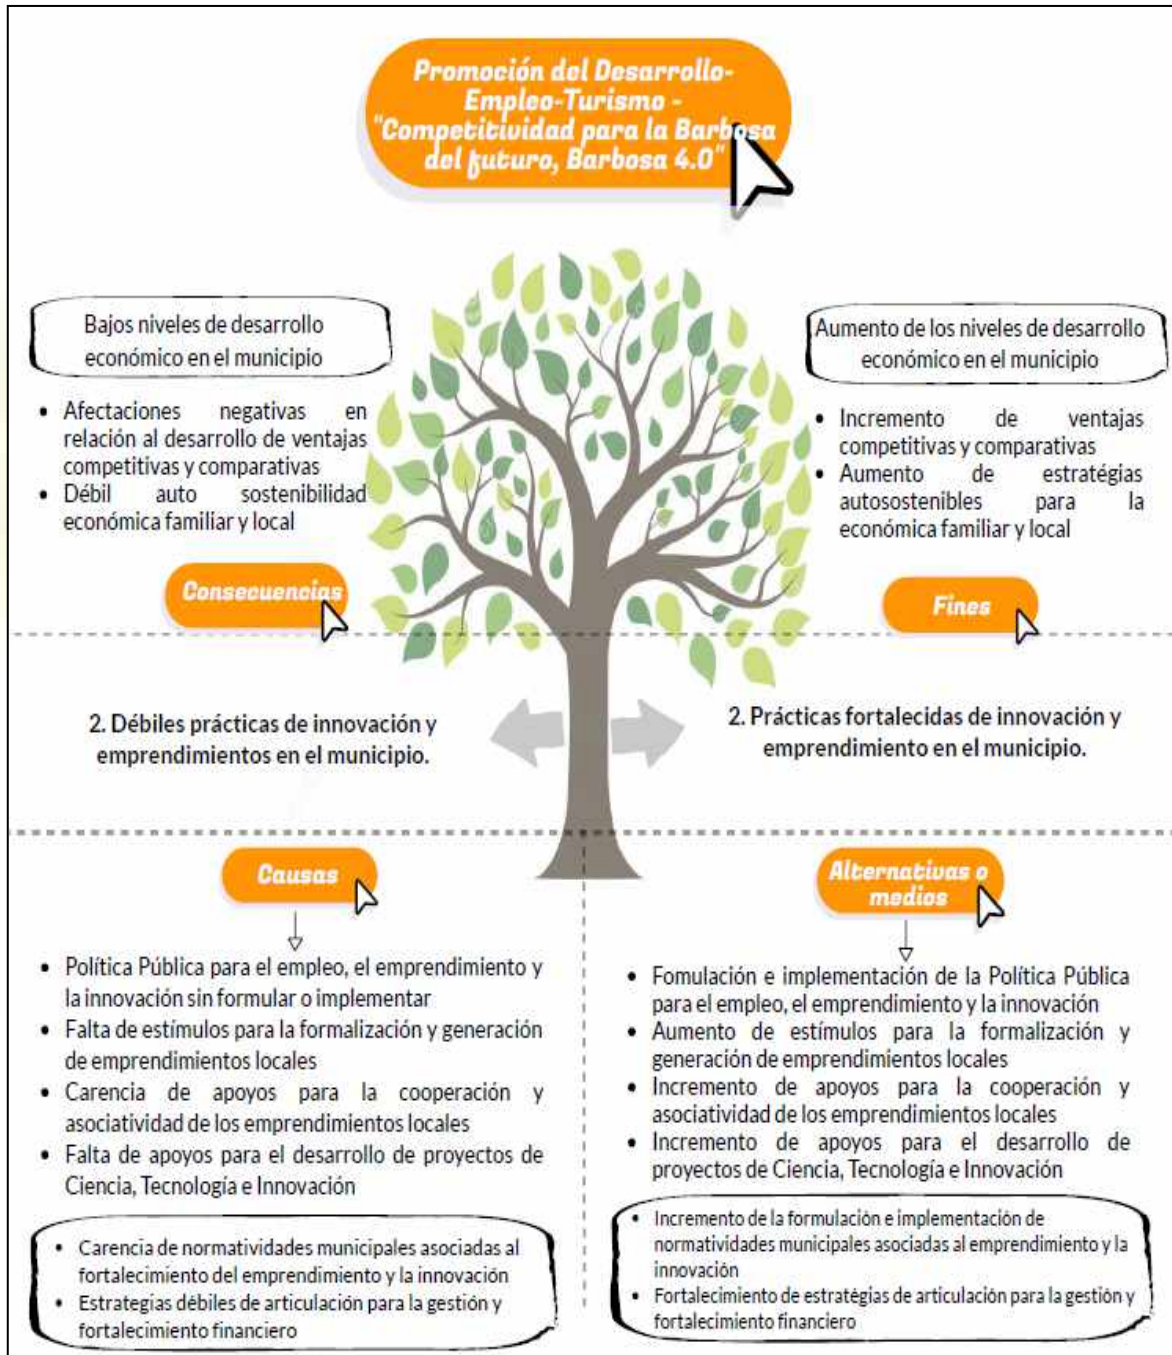 Promoción del Desarrollo-
Empleo-Turismo -
"Competitividad para la Barbosa
del futuro, Barbosa 4.0"
Bajos niveles de desarrollo
económico en el municipio
• Afectaciones negativas en
relación al desarrollo de ventajas
competitivas y comparativas
• Débil auto sostenibilidad
económica familiar y local
Consecuencias
Aumento de los niveles de desarrollo
económico en el municipio
• Incremento de ventajas
competitivas y comparativas
• Aumento de estratégias
autosostenibles para la
económica familiar y local
Fines
2. Débiles prácticas de innovación y
emprendimientos en el municipio.
2. Prácticas fortalecidas de innovación y
emprendimiento en el municipio.
Causas
• Política Pública para el empleo, el emprendimiento y
la innovación sin formular o implementar
• Falta de estímulos para la formalización y generación
de emprendimientos locales
• Carencia de apoyos para la cooperación y
asociatividad de los emprendimientos locales
• Falta de apoyos para el desarrollo de proyectos de
Ciencia, Tecnología e Innovación
• Carencia de normatividades municipales asociadas al
fortalecimiento del emprendimiento y la innovación
• Estrategias débiles de articulación para la gestión y
fortalecimiento financiero
Alternativas o
medios
• Fomulación e implementación de la Política Pública
para el empleo, el emprendimiento y la innovación
• Aumento de estímulos para la formalización y
generación de emprendimientos locales
• Incremento de apoyos para la cooperación y
asociatividad de los emprendimientos locales
• Incremento de apoyos para el desarrollo de
proyectos de Ciencia, Tecnología e Innovación
• Incremento de la formulación e implementación de
normatividades municipales asociadas al emprendimiento y la
innovación
• Fortalecimiento de estratégias de articulación para la gestión y
fortalecimiento financiero